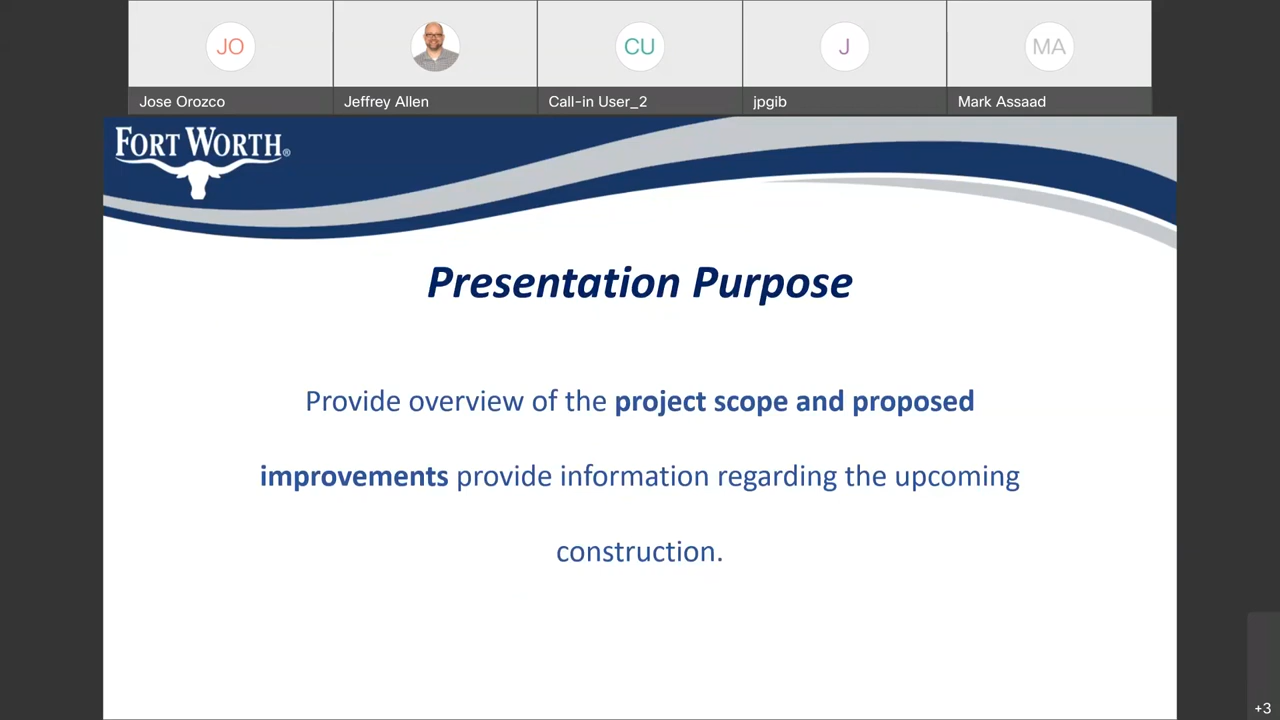 JO
CU
J
MA
Jose Orozco
Jeffrey Allen
Call-in User_2
jpgib
Mark Assaad
FORT WORTH®
Presentation Purpose
Provide overview of the project scope and proposed
improvements provide information regarding the upcoming
construction.
+3